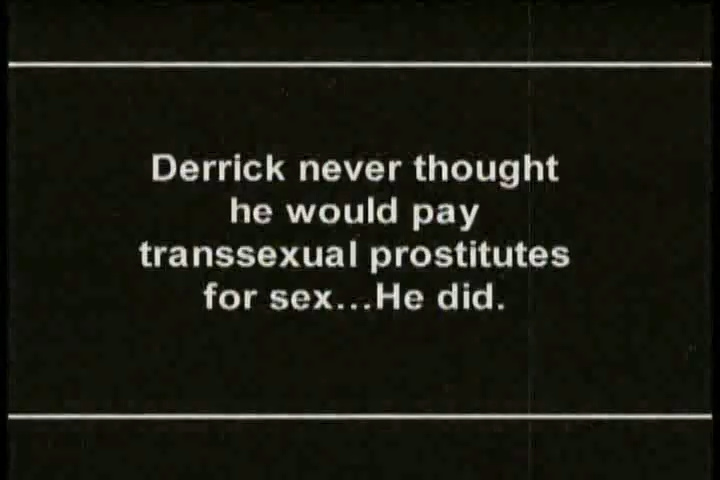 Derrick never thought
he would pay
transsexual prostitutes
for sex...He did.